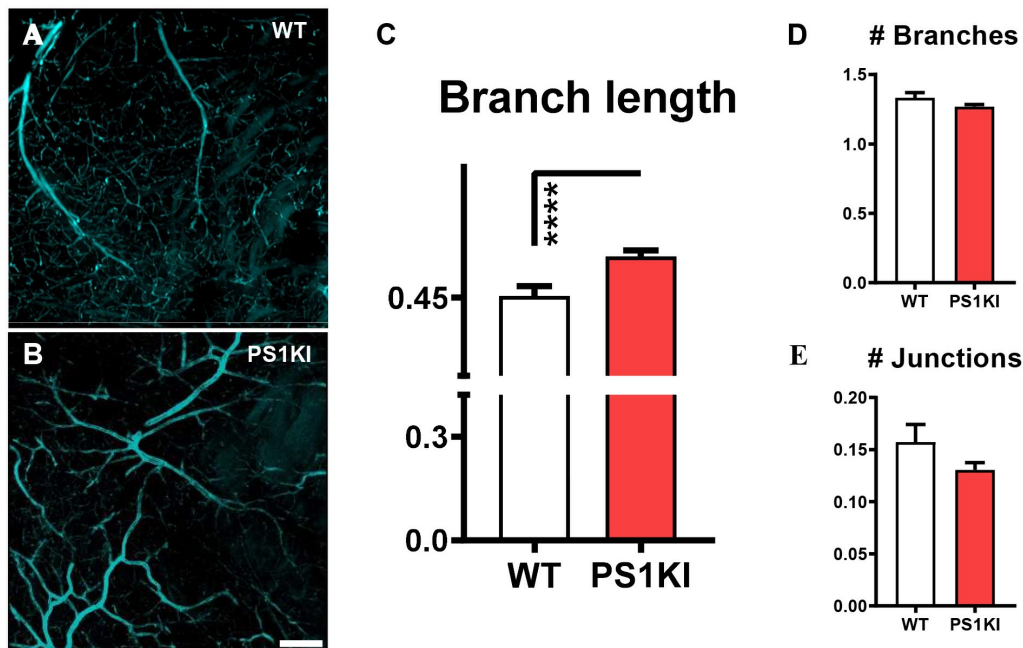 A
WT
B
PS1KI
C
Branch length
****
0.45
0.3
0.0
WT
PS1KI
D
# Branches
1.5
1.0
0.5
0.0
WT
PS1KI
E
# Junctions
0.20
0.15
0.10
0.05
0.00
WT
PS1KI